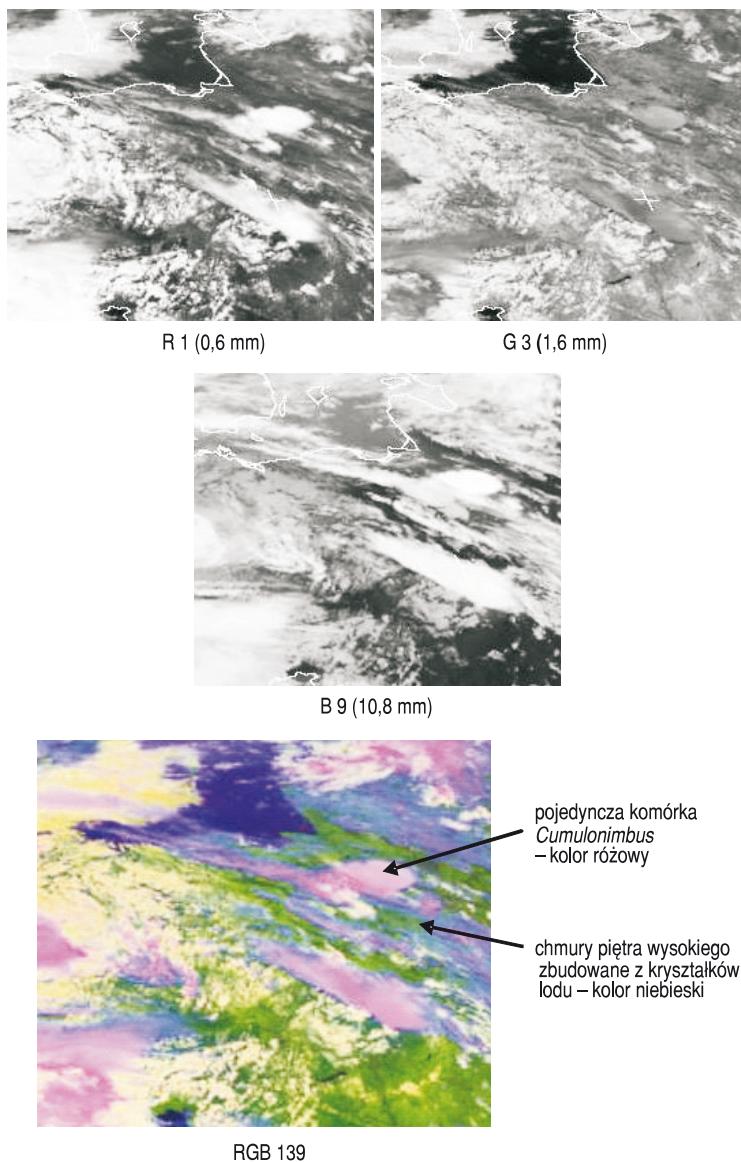 R 1 (0,6 mm)
G 3 (1,6 mm)
B 9 (10,8 mm)
pojedyncza komórka
Cumulonimbus
– kolor różowy
chmury piętra wysokiego
zbudowane z kryształków
lodu – kolor niebieski
RGB 139